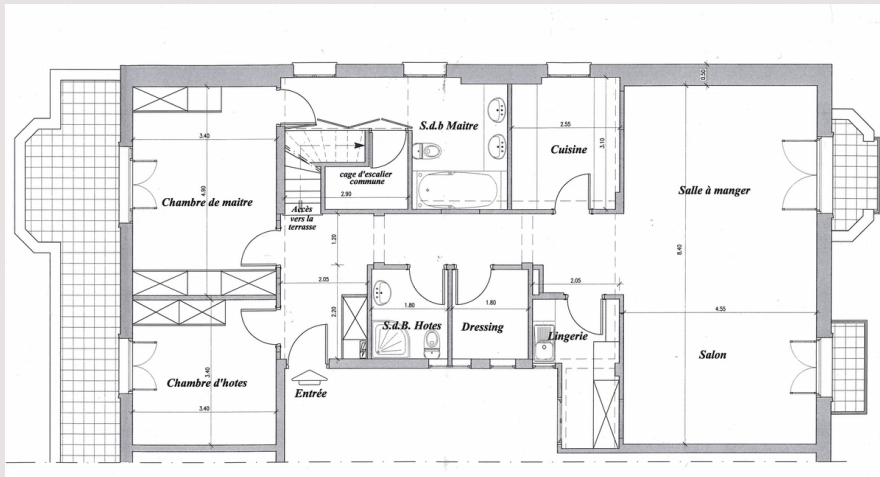 0.50
3.40
S.d.b Maitre
2.55
3.10
Cuisine
cage d'escalier
commune
4.90
Chambre de maitre
2.90
Salle à manger
Accès
vers la
terrasse
1.20
8.40
2.05
2.05
1.80
1.80
4.55
2.20
S.d.B. Hotes
Dressing
Lingerie
Salon
3.40
Chambre d'hotes
Entrée
3.40